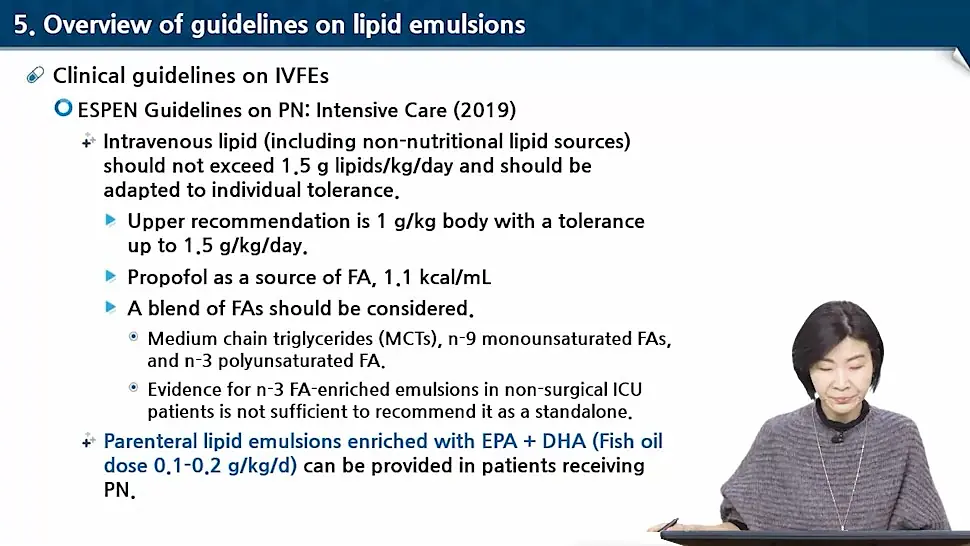 5. Overview of guidelines on lipid emulsions
Clinical guidelines on IVFEs
ESPEN Guidelines on PN: Intensive Care (2019)
Intravenous lipid (including non-nutritional lipid sources)
should not exceed 1.5 g lipids/kg/day and should be
adapted to individual tolerance.
Upper recommendation is 1 g/kg body with a tolerance
up to 1.5 g/kg/day.
Propofol as a source of FA, 1.1 kcal/mL
A blend of FAs should be considered.
Medium chain triglycerides (MCTs), n-9 monounsaturated FAs,
and n-3 polyunsaturated FA.
Evidence for n-3 FA-enriched emulsions in non-surgical ICU
patients is not sufficient to recommend it as a standalone.
Parenteral lipid emulsions enriched with EPA + DHA (Fish oil
dose 0.1-0.2 g/kg/d) can be provided in patients receiving
PN.